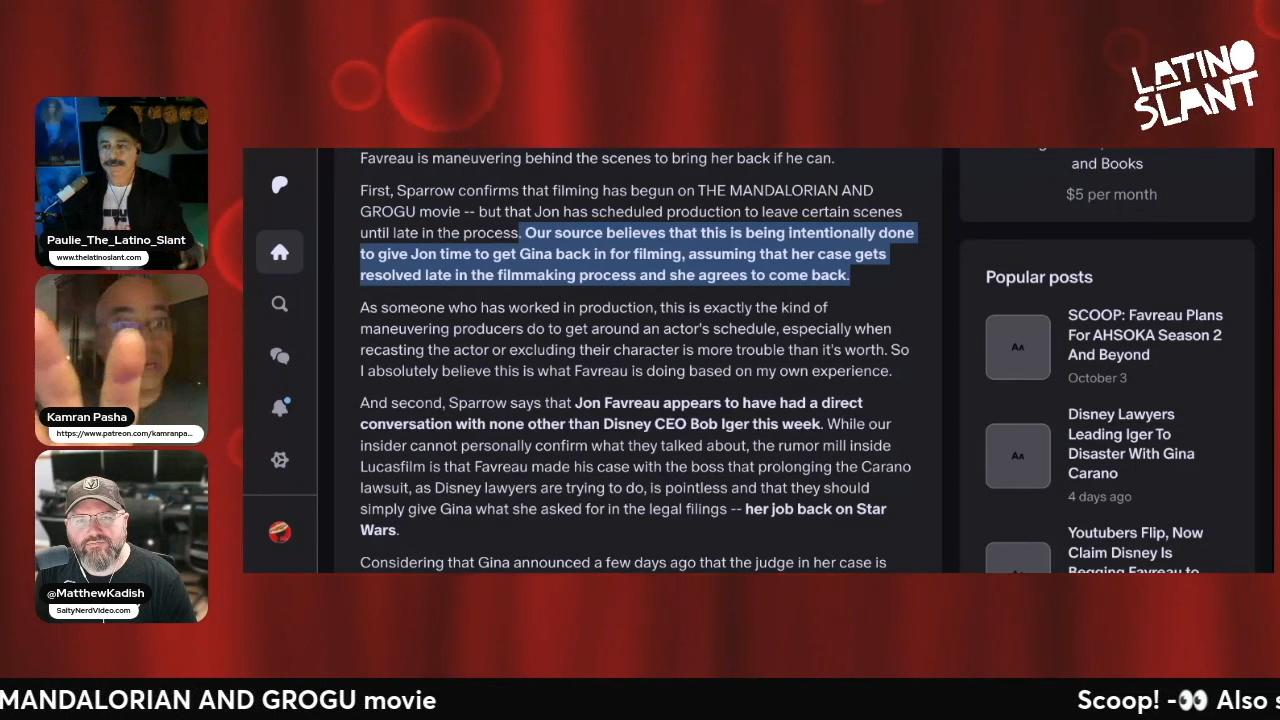 LATINO
SLANT
Paulie_The_Latino_Slant
www.thelatinoslant.com
Kamran Pasha
https://www.patreon.com/kamranpa...
@MatthewKadish
SaltyNerdVideo.com
Favreau is maneuvering behind the scenes to bring her back if he can.
First, Sparrow confirms that filming has begun on THE MANDALORIAN AND
GROGU movie -- but that Jon has scheduled production to leave certain scenes
until late in the process. Our source believes that this is being intentionally done
to give Jon time to get Gina back in for filming, assuming that her case gets
resolved late in the filmmaking process and she agrees to come back.
As someone who has worked in production, this is exactly the kind of
maneuvering producers do to get around an actor's schedule, especially when
recasting the actor or excluding their character is more trouble than it's worth. So
I absolutely believe this is what Favreau is doing based on my own experience.
And second, Sparrow says that Jon Favreau appears to have had a direct
conversation with none other than Disney CEO Bob Iger this week. While our
insider cannot personally confirm what they talked about, the rumor mill inside
Lucasfilm is that Favreau made his case with the boss that prolonging the Carano
lawsuit, as Disney lawyers are trying to do, is pointless and that they should
simply give Gina what she asked for in the legal filings -- her job back on Star
Wars.
Considering that Gina announced a few days ago that the judge in her case is
and Books
$5 per month
Popular posts
SCOOP: Favreau Plans
For AHSOKA Season 2
And Beyond
October 3
Disney Lawyers
Leading Iger To
Disaster With Gina
Carano
4 days ago
Youtubers Flip, Now
Claim Disney Is
Begging Favreau to
MANDALORIAN AND GROGU movie
Scoop! -👀 Also s